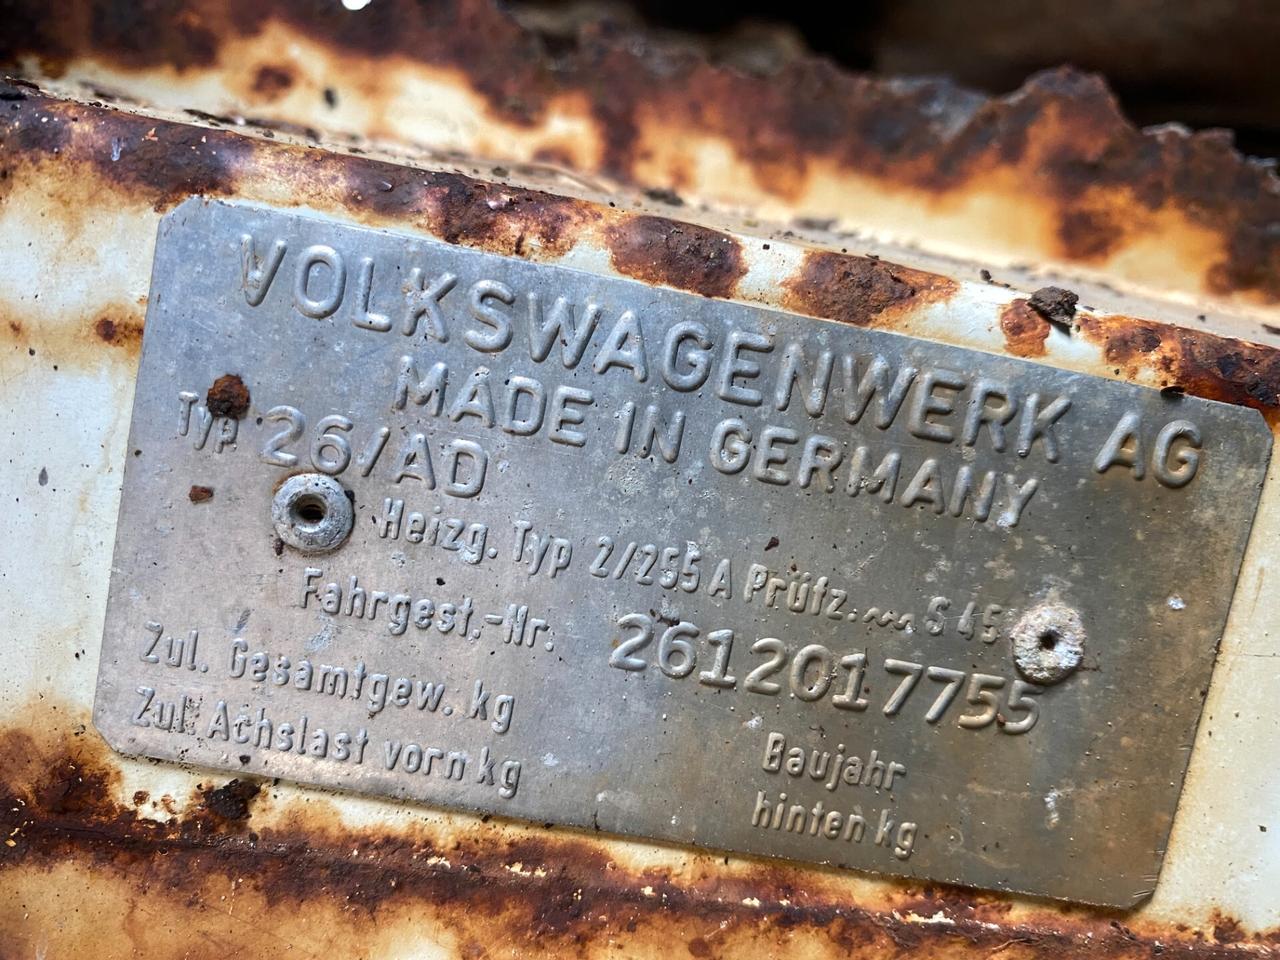 VOLKSWAGENWERK AG
MADE IN GERMANY
Typ 26/AD
Heizg. Typ 2/255 A Prüfz. ~~~ S 45
Fahrgest.-Nr. 2612017755
Zul. Gesamtgew. kg Baujahr
Zul. Achslast vorn kg hinten kg